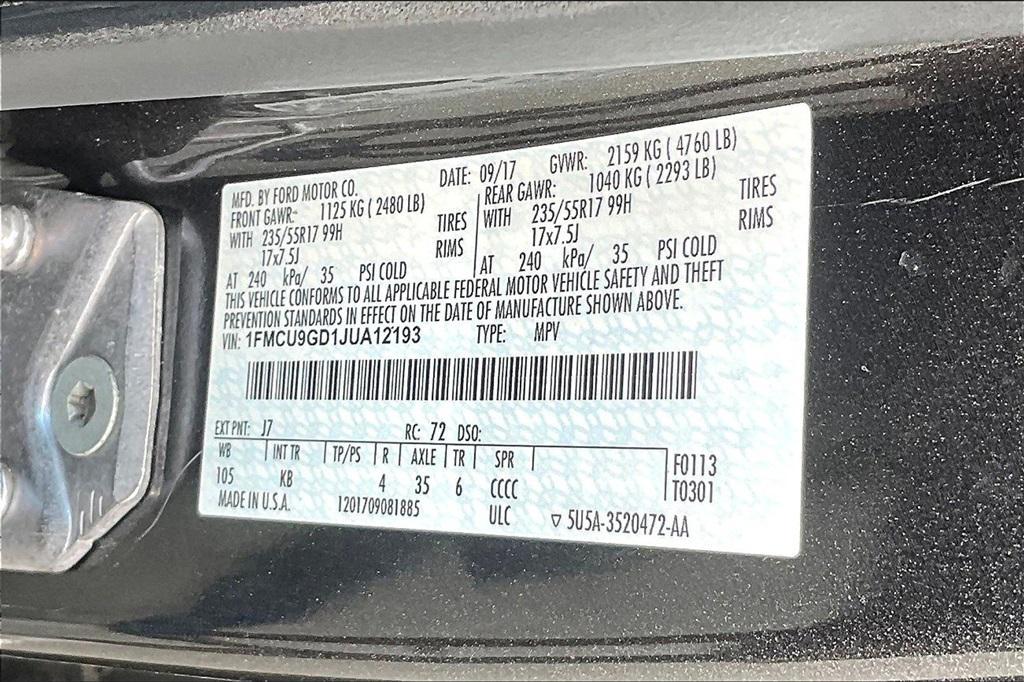 MFD. BY FORD MOTOR CO. DATE: 09/17 GVWR: 2159 KG ( 4760 LB)
FRONT GAWR: 1125 KG ( 2480 LB) REAR GAWR: 1040 KG ( 2293 LB)
WITH 235/55R17 99H TIRES WITH 235/55R17 99H TIRES
17x7.5J RIMS 17x7.5J RIMS
AT 240 kPa/ 35 PSI COLD AT 240 kPa/ 35 PSI COLD
THIS VEHICLE CONFORMS TO ALL APPLICABLE FEDERAL MOTOR VEHICLE SAFETY AND THEFT
PREVENTION STANDARDS IN EFFECT ON THE DATE OF MANUFACTURE SHOWN ABOVE.
VIN: 1FMCU9GD1JUA12193 TYPE: MPV
EXT PNT: J7 RC: 72 DSO:
WB INT TR TP/PS R AXLE TR SPR F0113
105 KB 4 35 6 CCCC T0301
MADE IN U.S.A. 1201709081885 ULC ▽ 5U5A-3520472-AA